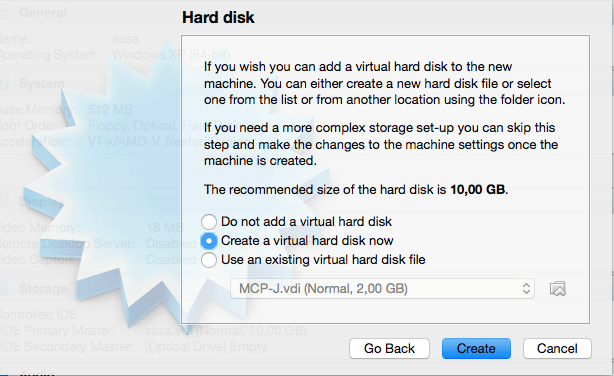 Hard disk
General
Name: sasa
Operating System: Windows XP (64-bit)
System
Base Memory: 512 MB
Boot Order: Floppy, Optical,
Acceleration: VT-x/AMD-V,
Display
Video Memory: 16 MB
Remote Desktop Server: Disabled
Video Disabled
Storage
Controller: IDE
IDE Primary Master: (Normal, 10,00 GB)
IDE Secondary Master: [Optical Drive] Empty
If you wish you can add a virtual hard disk to the new
machine. You can either create a new hard disk file or select
one from the list or from another location using the folder icon.
If you need a more complex storage set-up you can skip this
step and make the changes to the machine settings once the
machine is created.
The recommended size of the hard disk is 10,00 GB.
Do not add a virtual hard disk
Create a virtual hard disk now
Use an existing virtual hard disk file
MCP-J.vdi (Normal, 2,00 GB)
Go Back Create Cancel